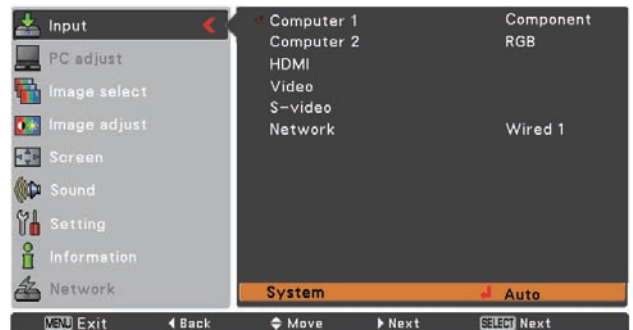 Input
PC adjust
Image select
Image adjust
Screen
Sound
Setting
Information
Network
Computer 1 Component
Computer 2 RGB
HDMI
Video
S-video
Network Wired 1
System Auto
MENU Exit Back Move Next SELECT Next